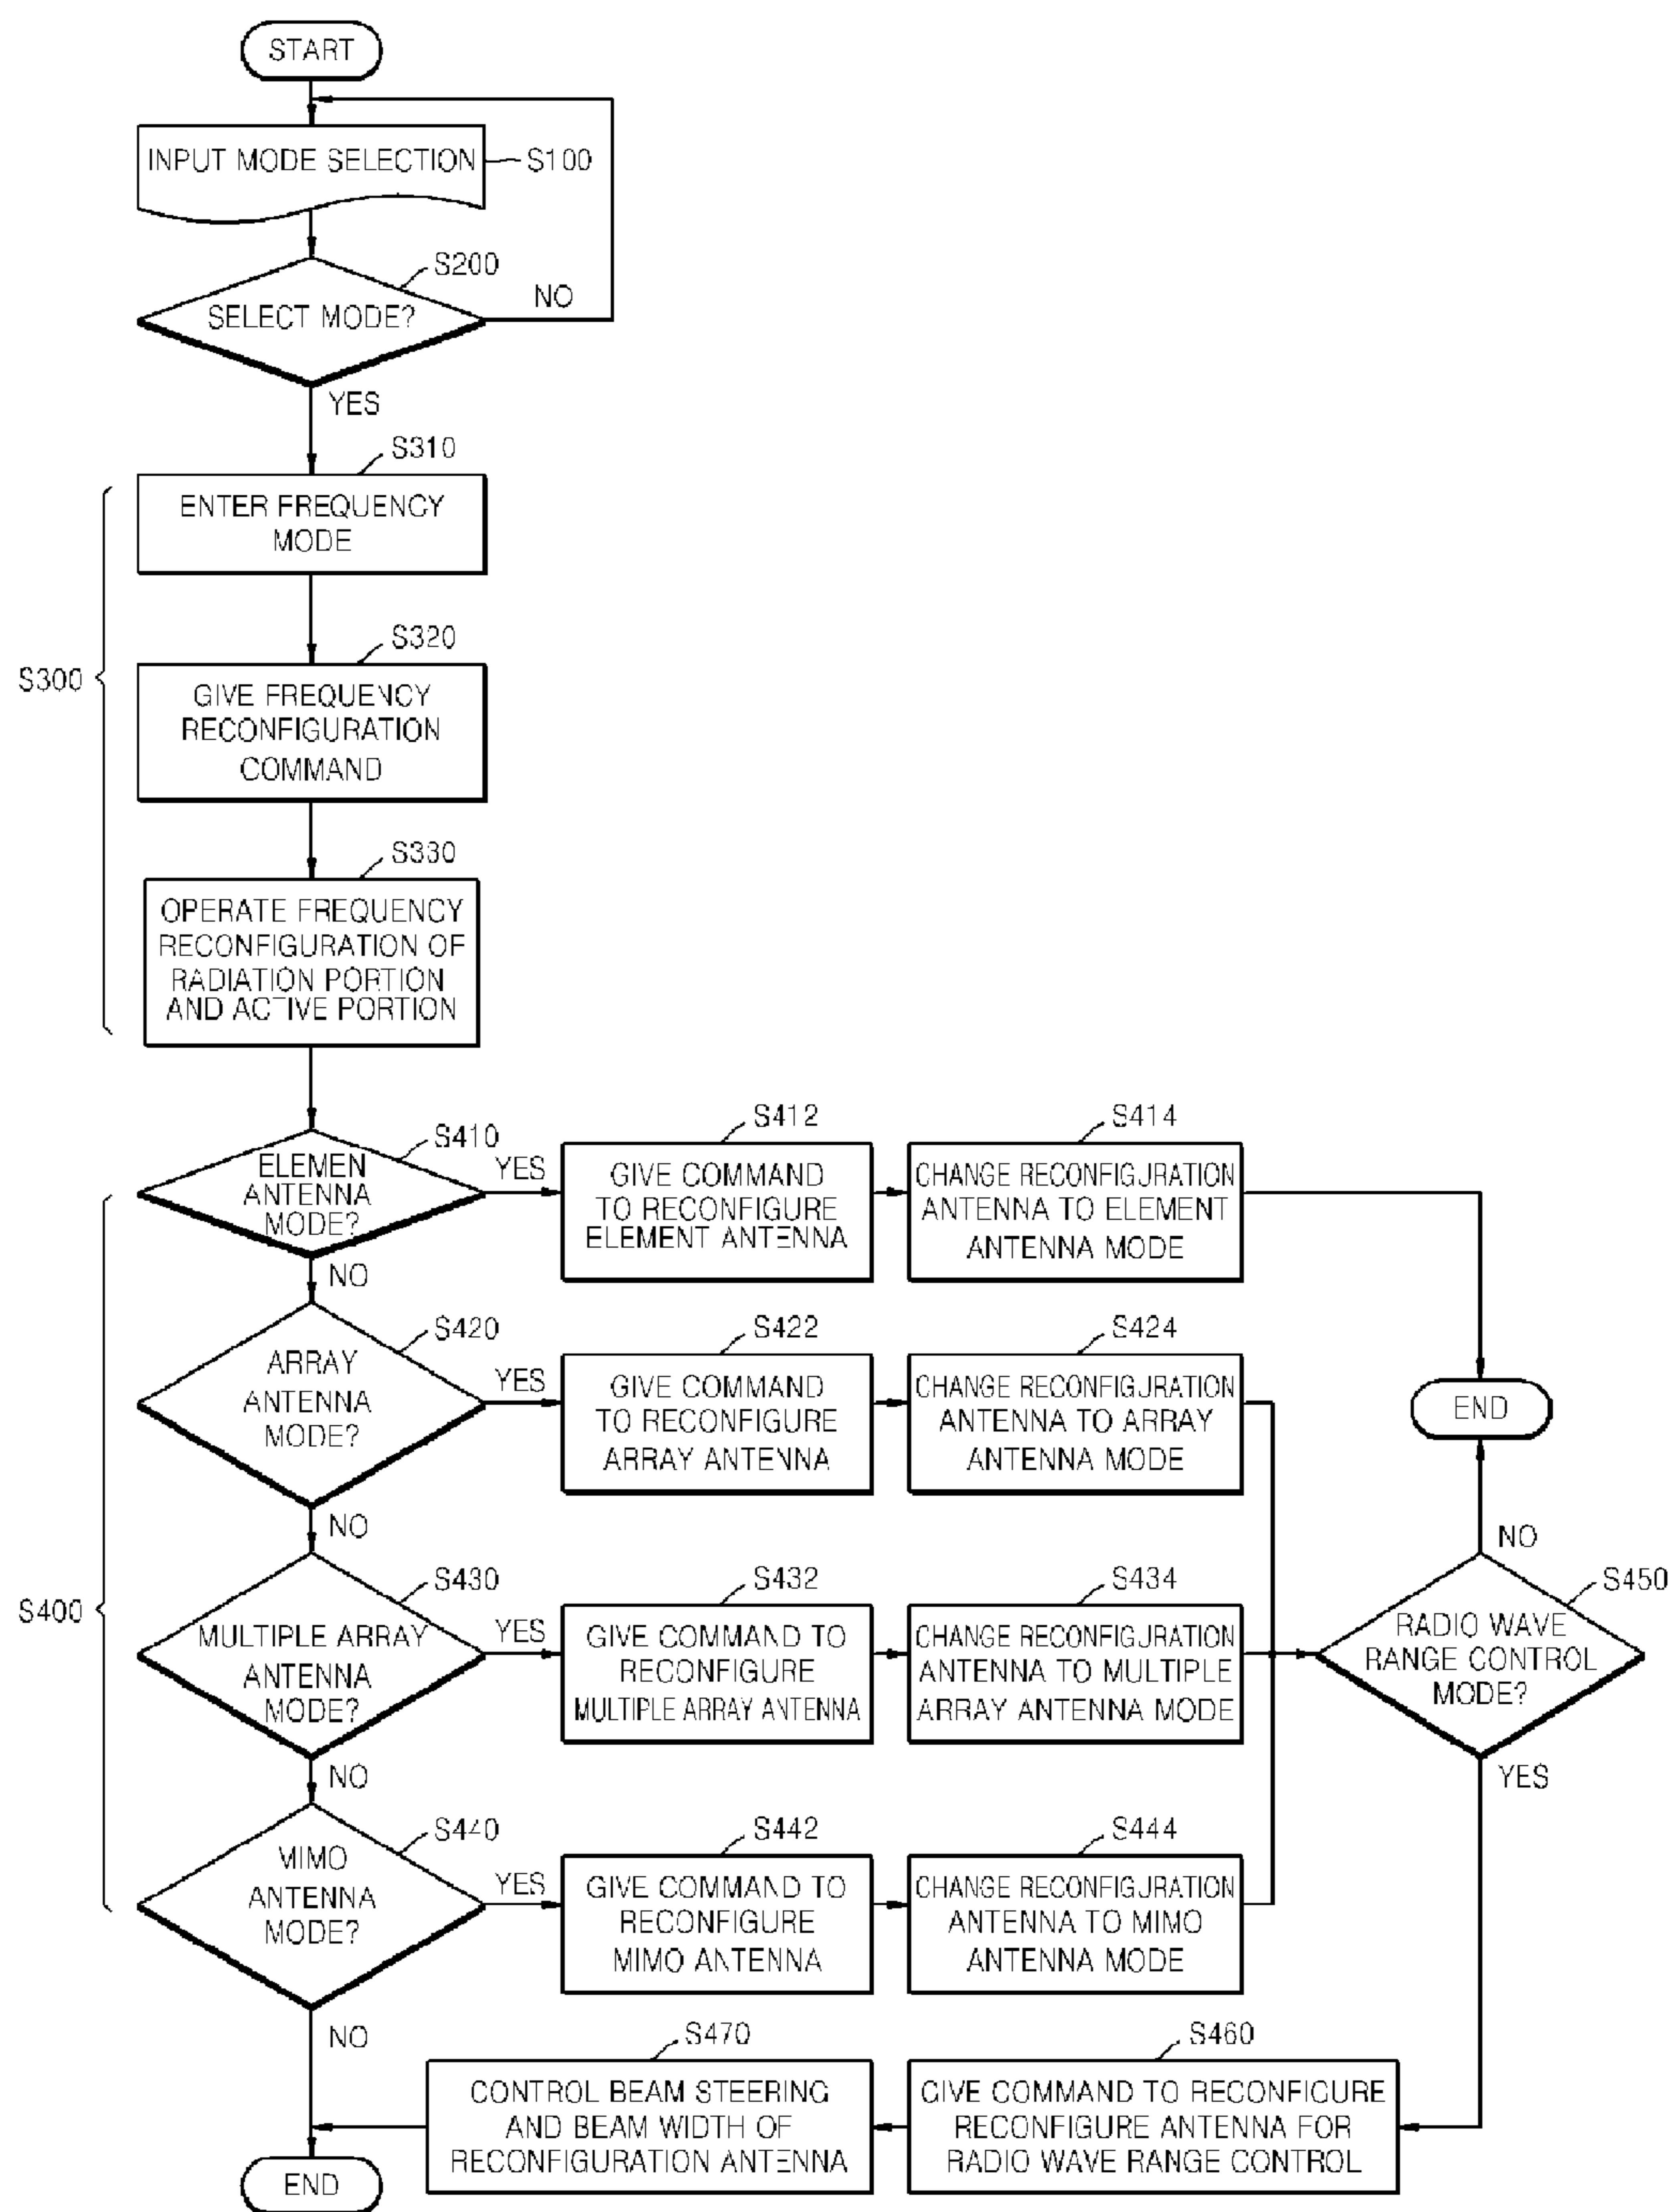 START
INPUT MODE SELECTION
S100
S200
SELECT MODE?
NO
YES
S310
ENTER FREQUENCY
MODE
S320
S300
GIVE FREQUENCY
RECONFIGURATION
COMMAND
S330
OPERATE FREQUENCY
RECONFIGURATION OF
RADIATION PORTION
AND ACTIVE PORTION
S410
ELEMEN
ANTENNA
MODE?
YES
NO
S412
GIVE COMMAND
TO RECONFIGURE
ELEMENT ANTENNA
S414
CHANGE RECONFIGURATION
ANTENNA TO ELEMENT
ANTENNA MODE
S420
ARRAY
ANTENNA
MODE?
YES
NO
S422
GIVE COMMAND
TO RECONFIGURE
ARRAY ANTENNA
S424
CHANGE RECONFIGURATION
ANTENNA TO ARRAY
ANTENNA MODE
END
S400
S430
MULTIPLE ARRAY
ANTENNA
MODE?
YES
NO
S432
GIVE COMMAND TO
RECONFIGURE
MULTIPLE ARRAY ANTENNA
S434
CHANGE RECONFIGURATION
ANTENNA TO MULTIPLE
ARRAY ANTENNA MODE
NO
S450
RADIO WAVE
RANGE CONTROL
MODE?
YES
S440
MIMO
ANTENNA
MODE?
YES
NO
S442
GIVE COMMAND TO
RECONFIGURE
MIMO ANTENNA
S444
CHANGE RECONFIGURATION
ANTENNA TO MIMO
ANTENNA MODE
S470
CONTROL BEAM STEERING
AND BEAM WIDTH OF
RECONFIGURATION ANTENNA
S460
GIVE COMMAND TO RECONFIGURE
RECONFIGURE ANTENNA FOR
RADIO WAVE RANGE CONTROL
END